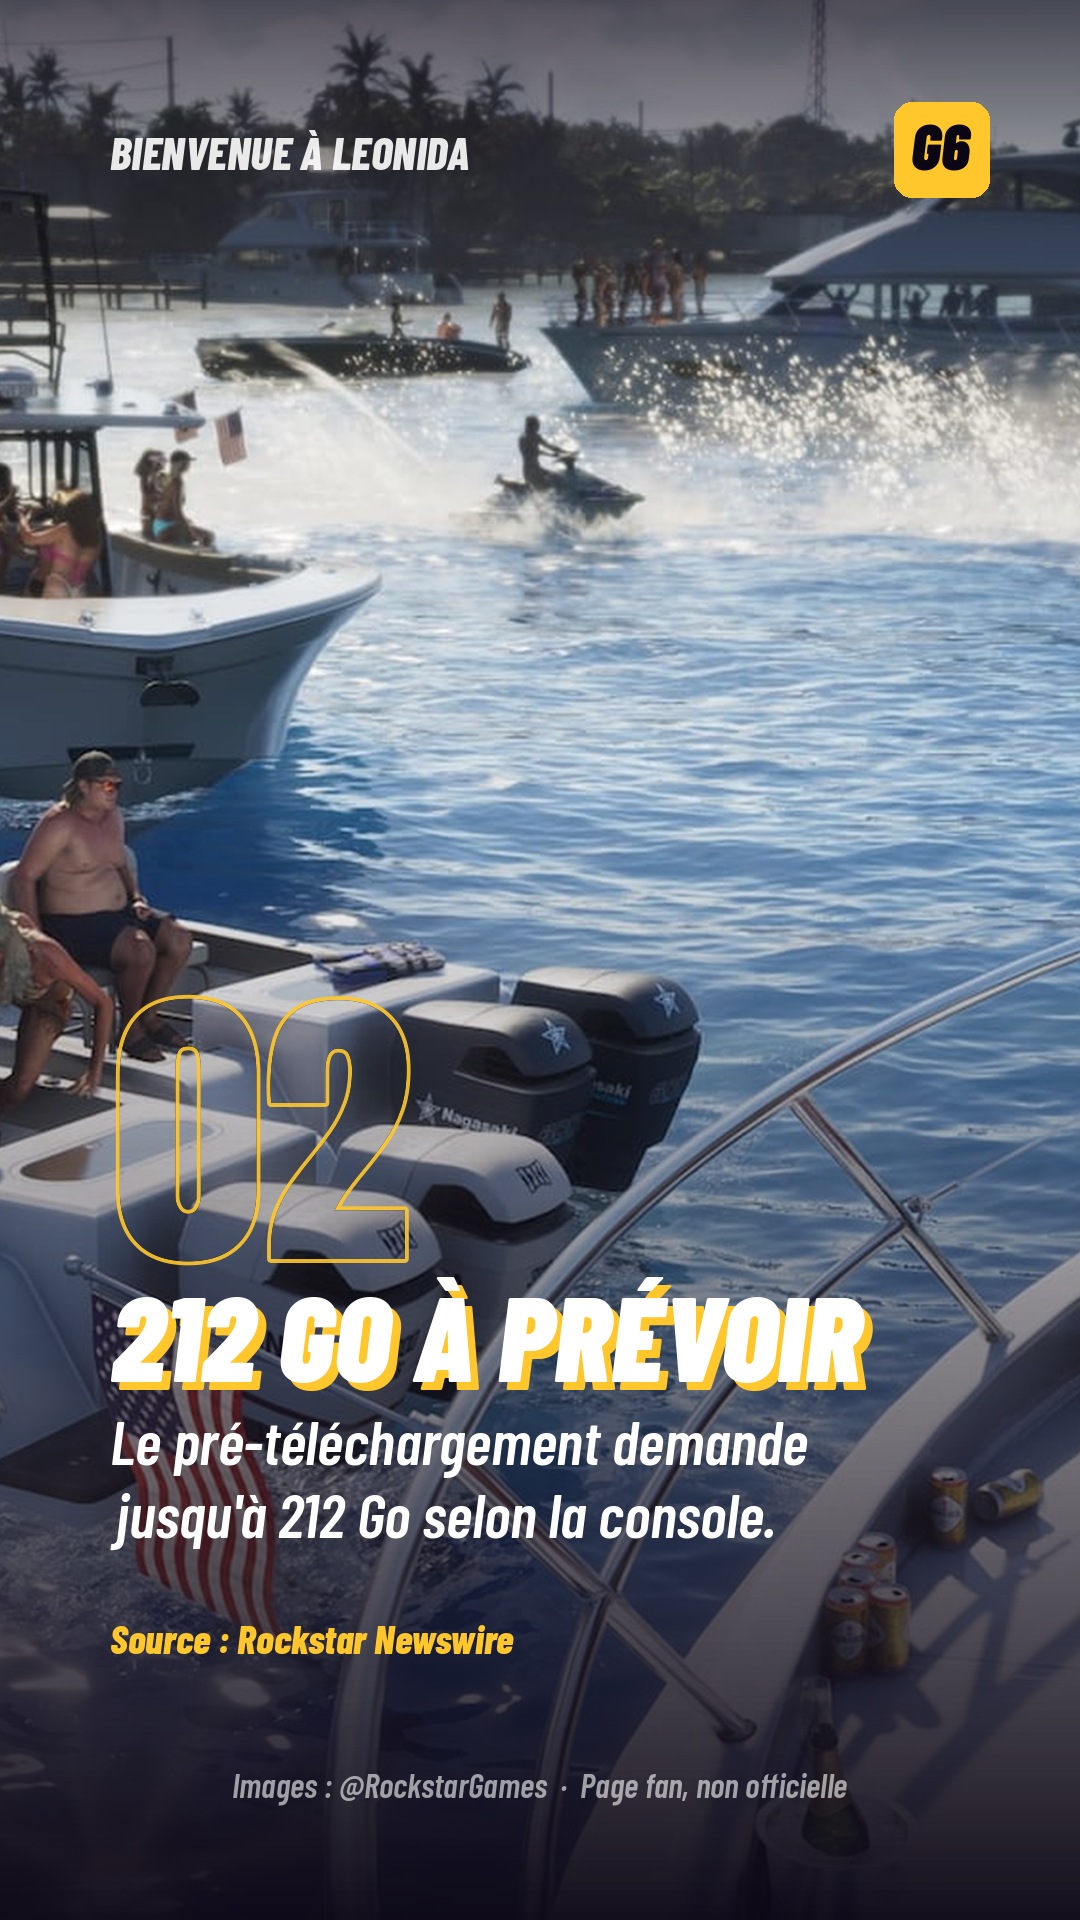 BIENVENUE À LEONIDA
G6
Nagasaki
02
212 GO À PRÉVOIR
Le pré-téléchargement demande
jusqu'à 212 Go selon la console.
Source : Rockstar Newswire
Images : @RockstarGames · Page fan, non officielle